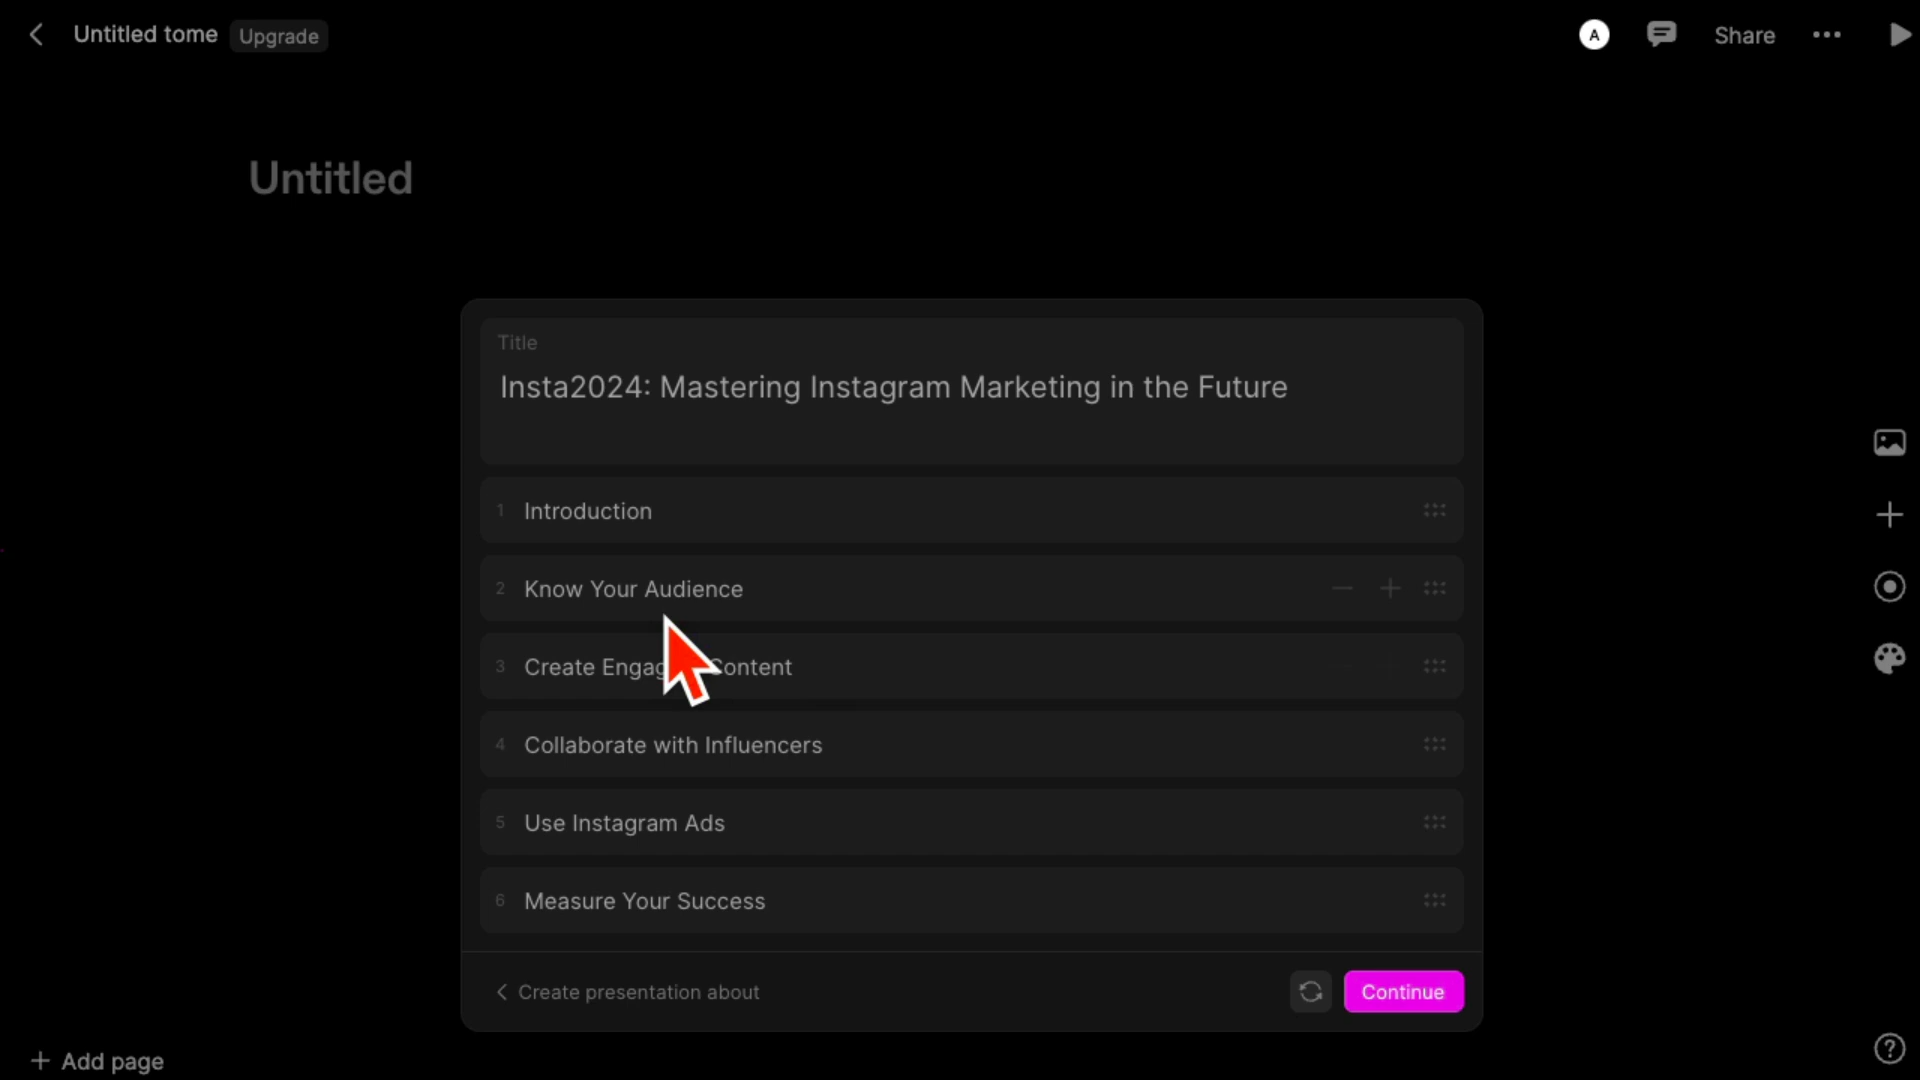 Untitled tome Upgrade
A Share
Untitled
Title
Insta2024: Mastering Instagram Marketing in the Future
1 Introduction
2 Know Your Audience
3 Create Engag Content
4 Collaborate with Influencers
5 Use Instagram Ads
6 Measure Your Success
Create presentation about
Continue
Add page